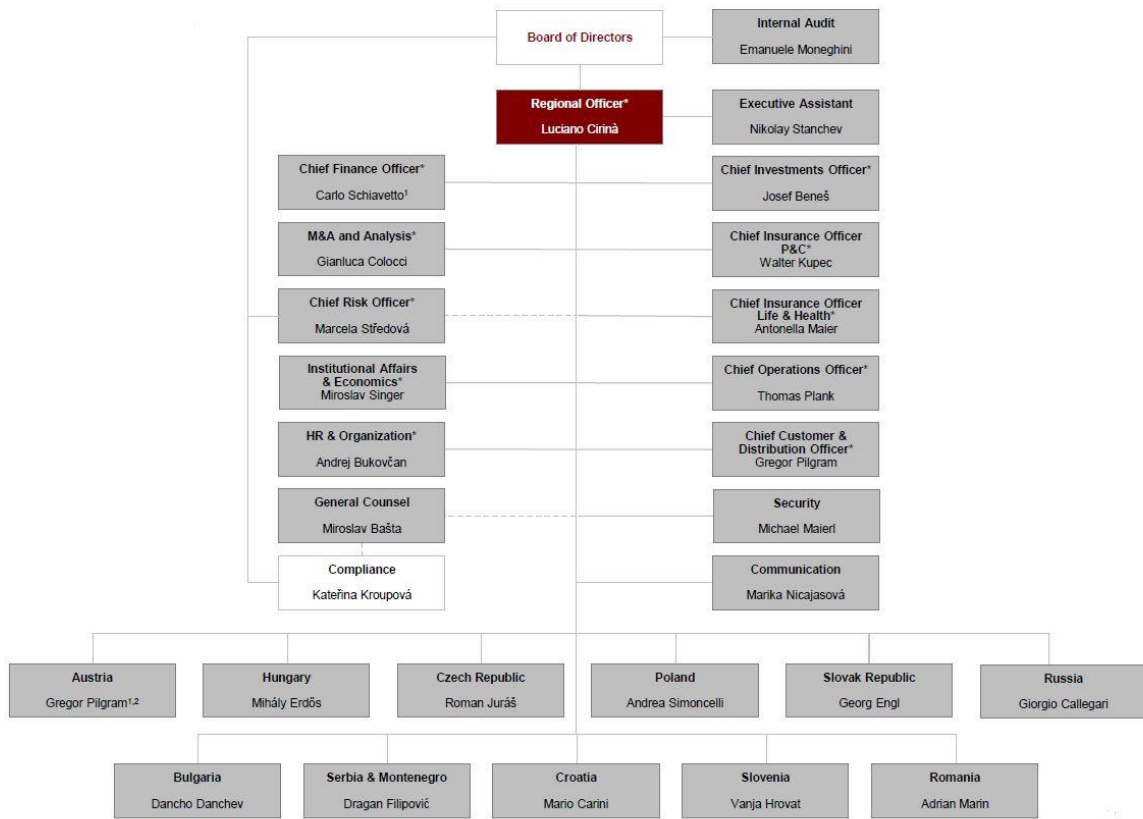 Board of Directors
Internal Audit
Emanuele Moneghini
Regional Officer*
Luciano Cirinà
Executive Assistant
Nikolay Stanchev
Chief Finance Officer*
Carlo Schiavetto¹
Chief Investments Officer*
Josef Beneš
M&A and Analysis*
Gianluca Colocci
Chief Insurance Officer
P&C*
Walter Kupec
Chief Risk Officer*
Marcela Středová
Chief Insurance Officer
Life & Health*
Antonella Maier
Institutional Affairs
& Economics*
Miroslav Singer
Chief Operations Officer*
Thomas Plank
HR & Organization*
Andrej Bukovčan
Chief Customer &
Distribution Officer*
Gregor Pilgram
General Counsel
Miroslav Bašta
Security
Michael Maierl
Compliance
Kateřina Kroupová
Communication
Marika Nicajasová
Austria
Gregor Pilgram¹,²
Hungary
Mihály Erdős
Czech Republic
Roman Juráš
Poland
Andrea Simoncelli
Slovak Republic
Georg Engl
Russia
Giorgio Callegari
Bulgaria
Dancho Danchev
Serbia & Montenegro
Dragan Filipović
Croatia
Mario Carini
Slovenia
Vanja Hrovat
Romania
Adrian Marin